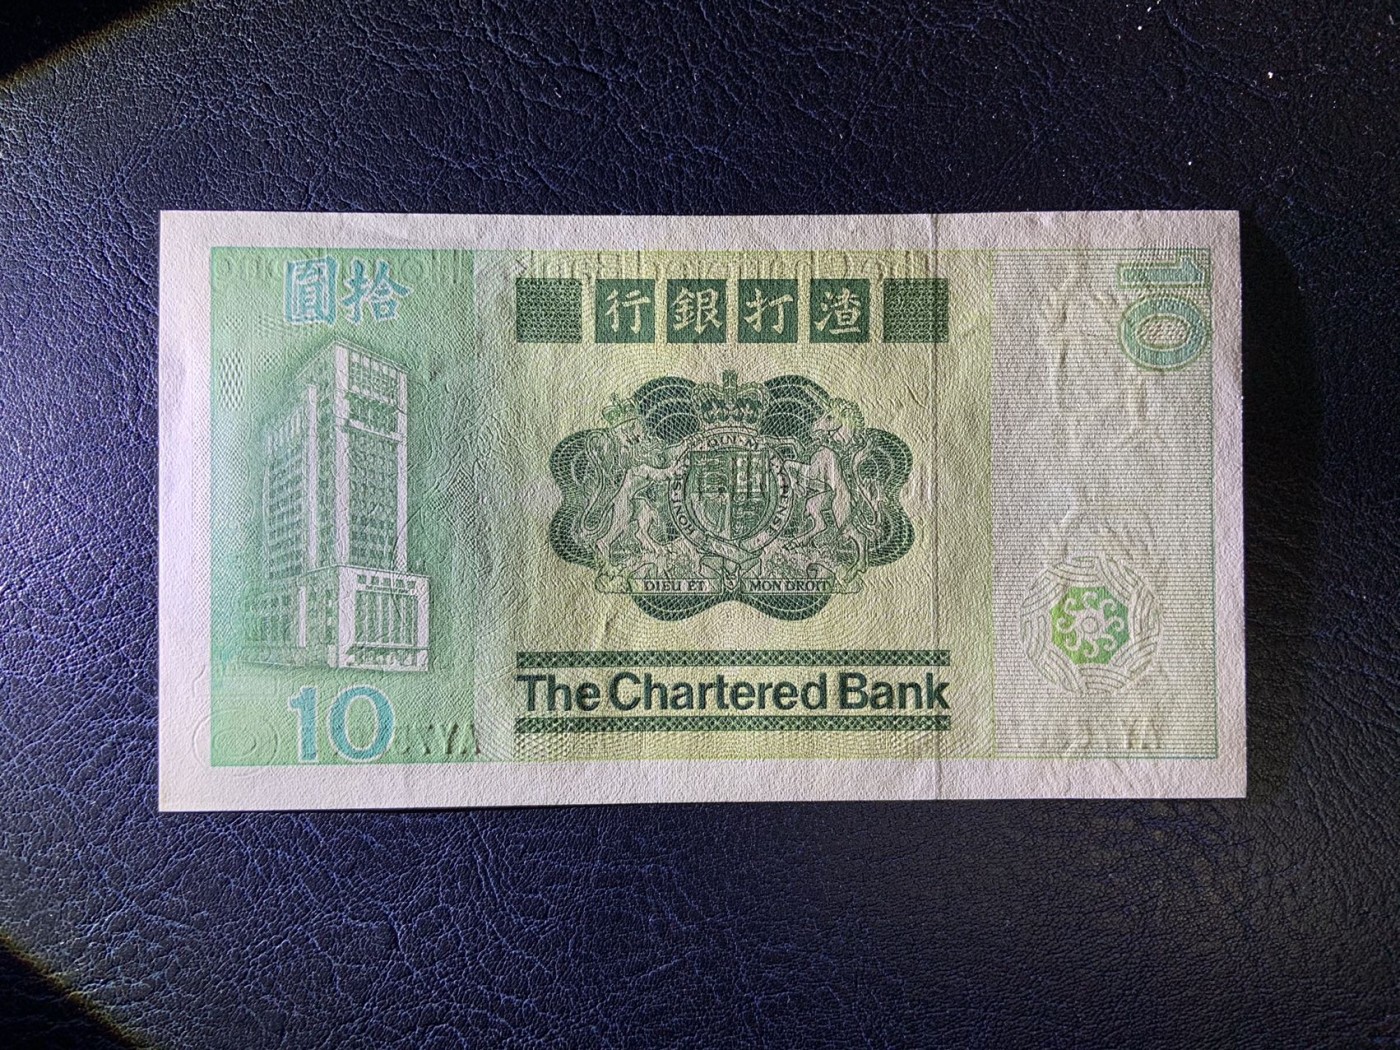 圓拾
行銀打渣
10
DIEU ET MON DROIT
The Chartered Bank
10